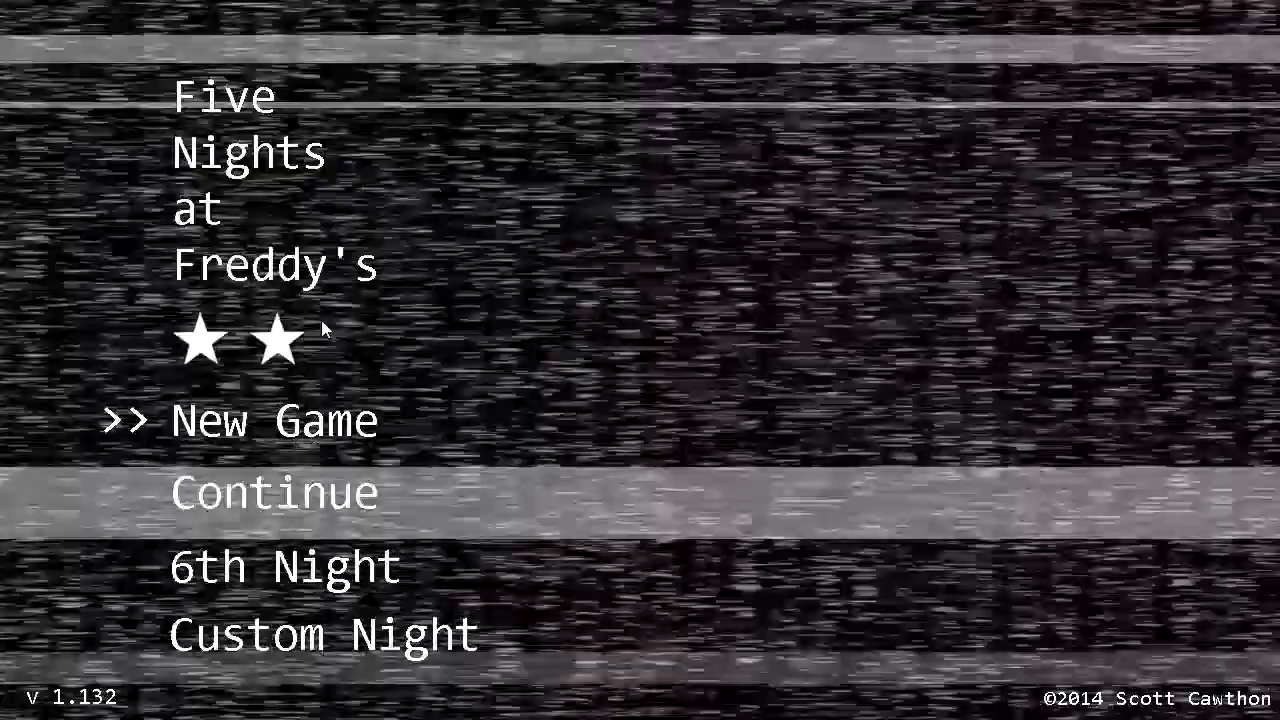 Five
Nights
at
Freddy's
>> New Game
Continue
6th Night
Custom Night
v 1.132
©2014 Scott Cawthon